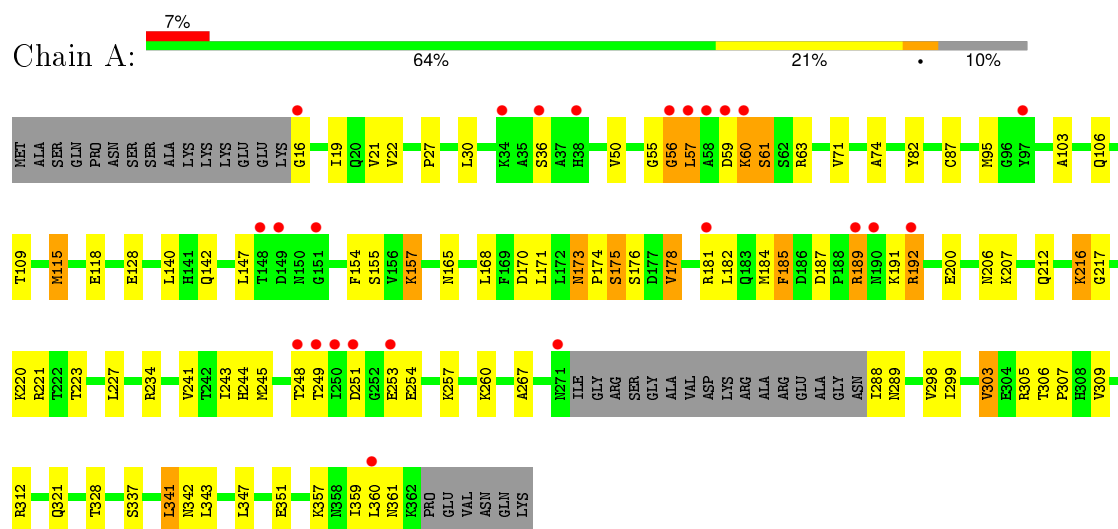 7%
Chain A:
64% 21% • 10%
MET ALA SER GLN PRO ASN SER SER ALA LYS LYS LYS GLU GLU LYS G16 I19 Q20 V21 V22 P27 L30 K34 A35 S36 A37 H38 V50 G55 Q56 L57 A58 D59 K60 S61 S62 R63 V71 A74 Y82 C87 M95 G96 Y97 A103 Q106
T109 M115 E118 E128 L140 H141 Q142 L147 T148 D149 N150 G151 F154 S155 V156 K157 N165 L168 F169 D170 L171 L172 N173 P174 S175 S176 D177 V178 R181 L182 Q183 M184 F185 D186 D187 P188 R189 N190 K191 R192 E200 N206 K207 Q212 K216 G217
K220 R221 T222 T223 L227 R234 V241 T242 I243 H244 M245 T248 T249 I250 D251 G252 E253 E254 K257 K260 A267 N271 ILE GLY ARG SER GLY ALA VAL ASP LYS ARG ALA ARG GLU ALA GLY ASN I288 N289 V298 I299 V303 E304 R305 T306 P307 H308 V309
R312 Q321 T328 S337 L341 N342 L343 L347 E351 K357 N358 I359 L360 N361 K362 PRO GLU VAL ASN GLN LYS